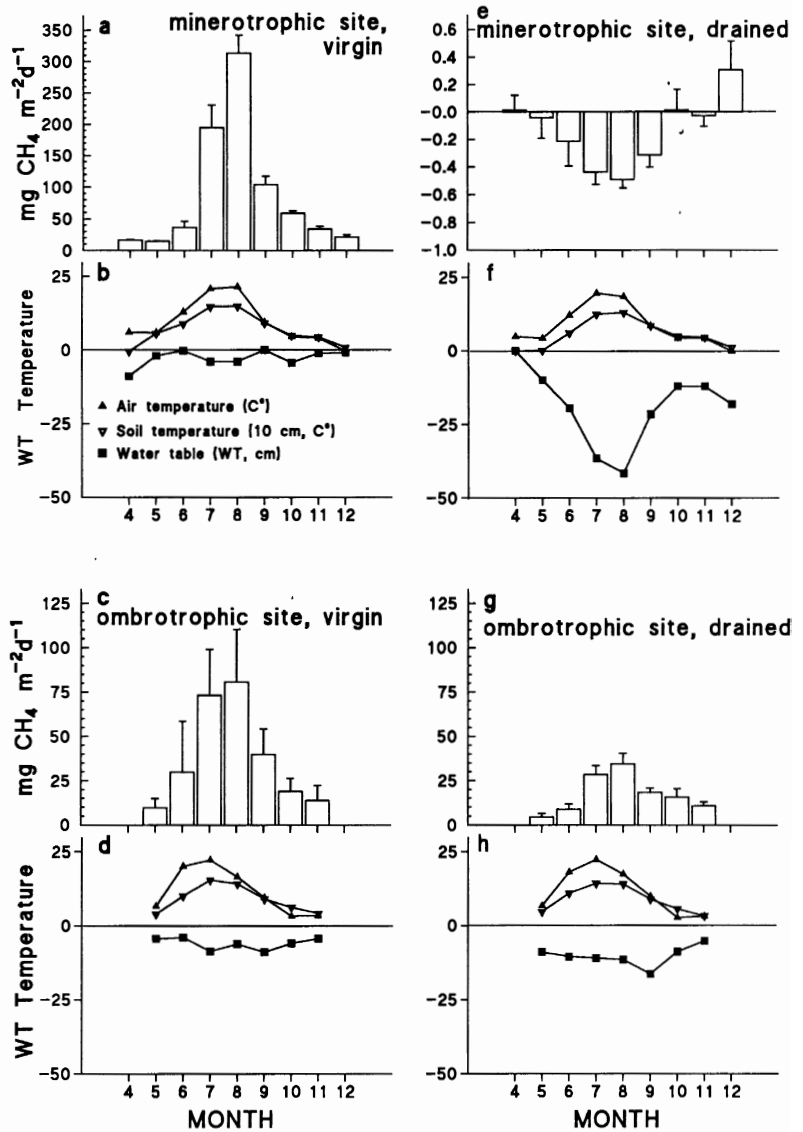 a
minerotrophic site,
virgin
350
300
250
200
150
100
50
0
mg CH₄ m⁻²d⁻¹
b
25
0
−25
−50
WT Temperature
▲ Air temperature (C°)
▼ Soil temperature (10 cm, C°)
■ Water table (WT, cm)
4 5 6 7 8 9 10 11 12
e
minerotrophic site, drained
0.6
0.4
0.2
−0.0
−0.2
−0.4
−0.6
−0.8
−1.0
f
25
0
−25
−50
4 5 6 7 8 9 10 11 12
c
ombrotrophic site, virgin
125
100
75
50
25
0
mg CH₄ m⁻²d⁻¹
d
25
0
−25
−50
WT Temperature
4 5 6 7 8 9 10 11 12
MONTH
g
ombrotrophic site, drained
125
100
75
50
25
0
h
25
0
−25
−50
4 5 6 7 8 9 10 11 12
MONTH